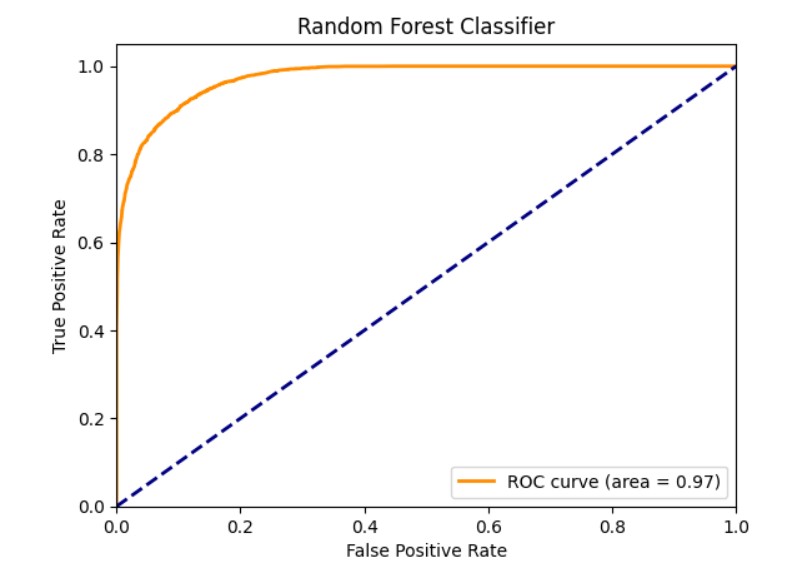 Random Forest Classifier
1.0
0.8
0.6
0.4
0.2
0.0
True Positive Rate
ROC curve (area = 0.97)
0.0 0.2 0.4 0.6 0.8 1.0
False Positive Rate